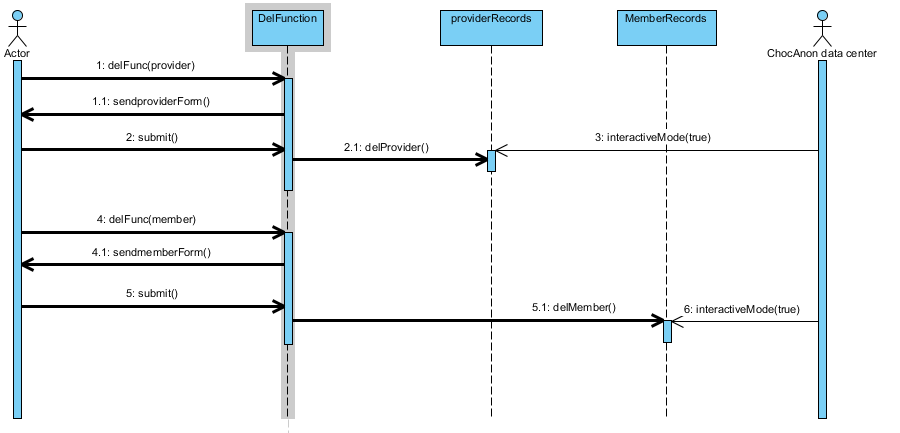 DelFunction
providerRecords
MemberRecords
Actor
ChocAnon data center
1: delFunc(provider)
1.1: sendproviderForm()
2: submit()
2.1: delProvider()
3: interactiveMode(true)
4: delFunc(member)
4.1: sendmemberForm()
5: submit()
5.1: delMember()
6: interactiveMode(true)